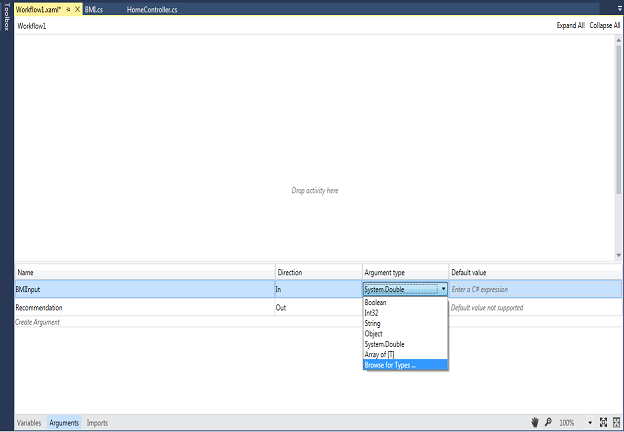 Toolbox
Workflow1.xaml* BMI.cs HomeController.cs
Workflow1 Expand All Collapse All
Drop activity here
Name Direction Argument type Default value
BMIInput In System.Double Enter a C# expression
Recommendation Out Default value not supported
Create Argument
Boolean
Int32
String
Object
System.Double
Array of [T]
Browse for Types ...
Variables Arguments Imports 100%